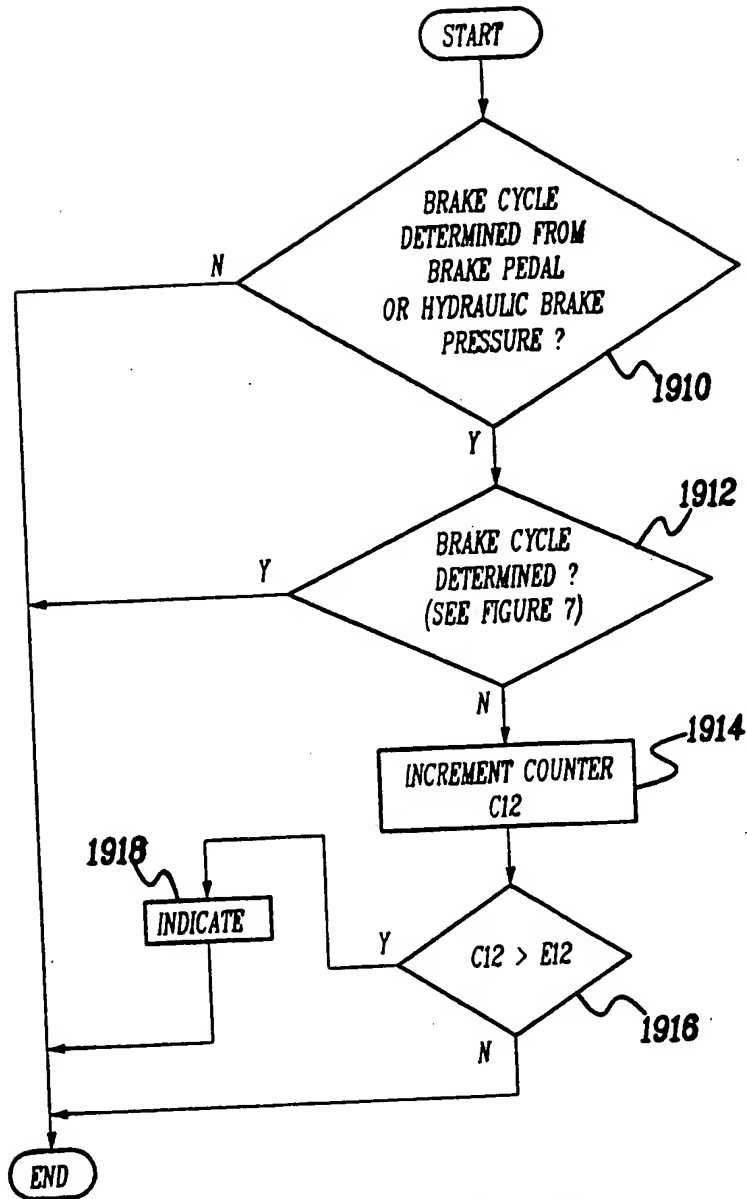 START
BRAKE CYCLE
DETERMINED FROM
BRAKE PEDAL
OR HYDRAULIC BRAKE
PRESSURE ?
N
1910
Y
1912
BRAKE CYCLE
DETERMINED ?
(SEE FIGURE 7)
Y
N
1914
INCREMENT COUNTER
C12
1918
INDICATE
Y
C12 > E12
1916
N
END